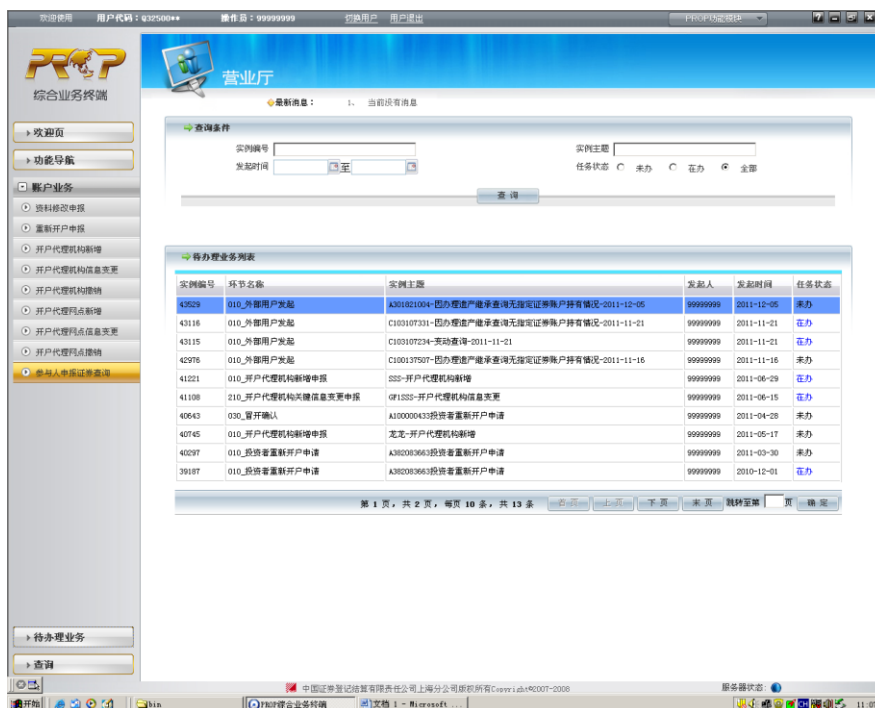 欢迎使用 用户代码：Q32500** 操作员：99999999 切换用户 用户退出 PROP功能模块
PROP
综合业务终端
营业厅
最新消息： 1、 当前没有消息
欢迎页
功能导航
账户业务
资料修改申报
重新开户申报
开户代理机构新增
开户代理机构信息变更
开户代理机构撤销
开户代理网点新增
开户代理网点信息变更
开户代理网点撤销
参与人申报证券查询
待办理业务
查询
查询条件
实例编号 实例主题
发起时间 至 任务状态 未办 在办 全部
查 询
待办理业务列表
实例编号 环节名称 实例主题 发起人 发起时间 任务状态
43529 010_外部用户发起 A301821004-因办理遗产继承查询无指定证券账户持有情况-2011-12-05 99999999 2011-12-05 未办
43116 010_外部用户发起 C103107331-因办理遗产继承查询无指定证券账户持有情况-2011-11-21 99999999 2011-11-21 在办
43115 010_外部用户发起 C103107234-变动查询-2011-11-21 99999999 2011-11-21 在办
42976 010_外部用户发起 C100137507-因办理遗产继承查询无指定证券账户持有情况-2011-11-16 99999999 2011-11-16 未办
41221 010_开户代理机构新增申报 SSS-开户代理机构新增 99999999 2011-06-29 在办
41108 210_开户代理机构关键信息变更申报 GF1SSS-开户代理机构信息变更 99999999 2011-06-15 在办
40643 030_冒开确认 A100000433投资者重新开户申请 99999999 2011-04-28 未办
40745 010_开户代理机构新增申报 龙龙-开户代理机构新增 99999999 2011-05-17 未办
40297 010_投资者重新开户申请 A382083663投资者重新开户申请 99999999 2011-03-30 未办
39187 010_投资者重新开户申请 A382083663投资者重新开户申请 99999999 2010-12-01 在办
第 1 页，共 2 页，每页 10 条，共 13 条 首 页 上 页 下 页 末 页 跳转至第 页 确 定
中国证券登记结算有限责任公司上海分公司版权所有Copyright©2007-2008 服务器状态：
开始 bin PROP综合业务终端 文档 1 - Microsoft ... CH 11:07